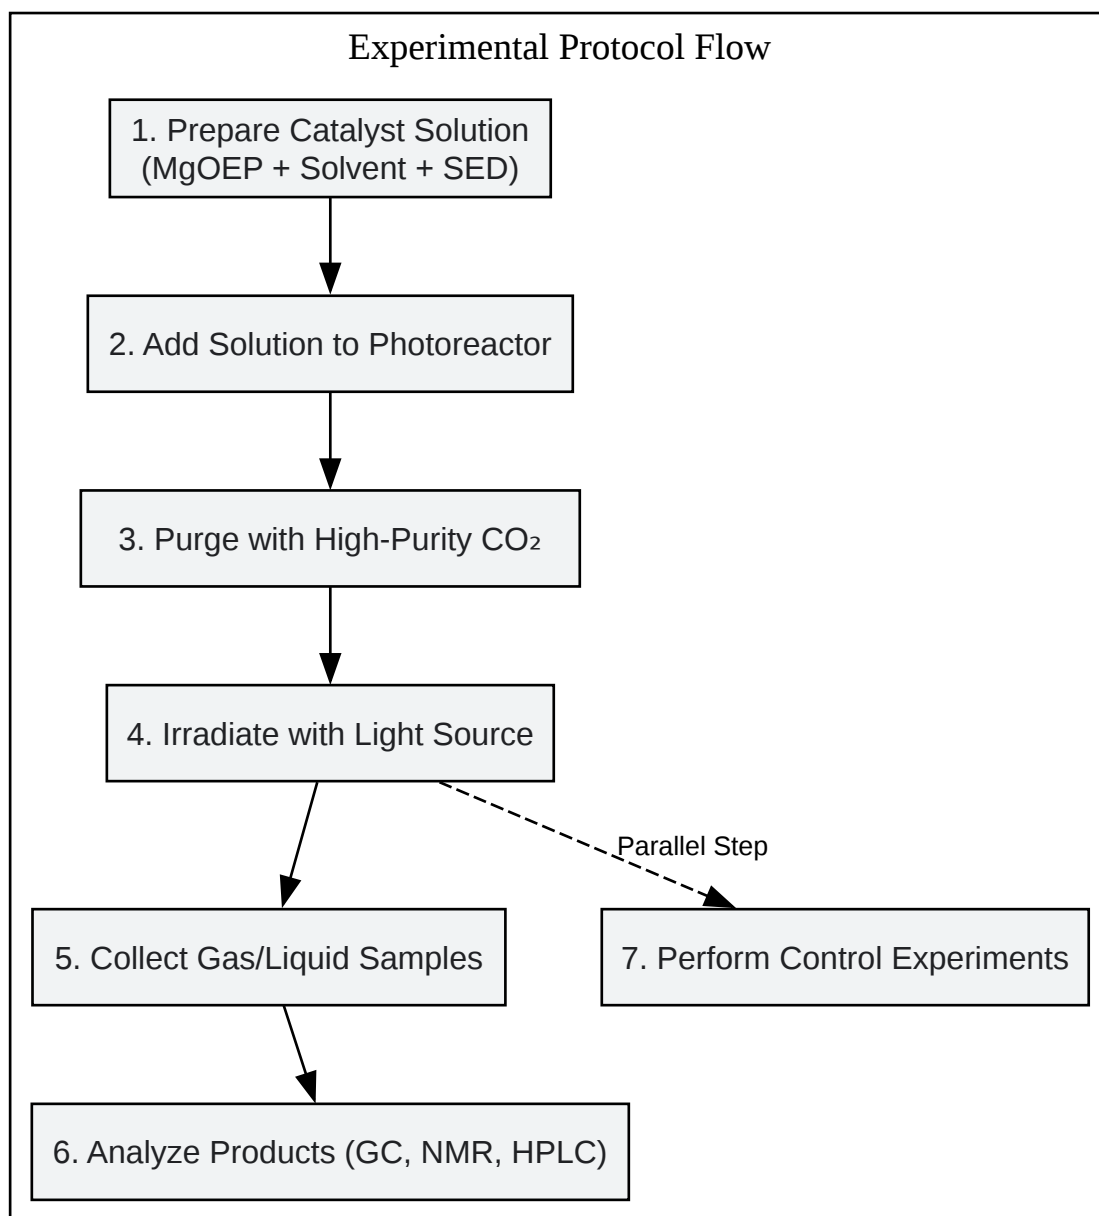 Experimental Protocol Flow
1. Prepare Catalyst Solution
(MgOEP + Solvent + SED)
2. Add Solution to Photoreactor
3. Purge with High-Purity CO₂
4. Irradiate with Light Source
Parallel Step
5. Collect Gas/Liquid Samples
7. Perform Control Experiments
6. Analyze Products (GC, NMR, HPLC)